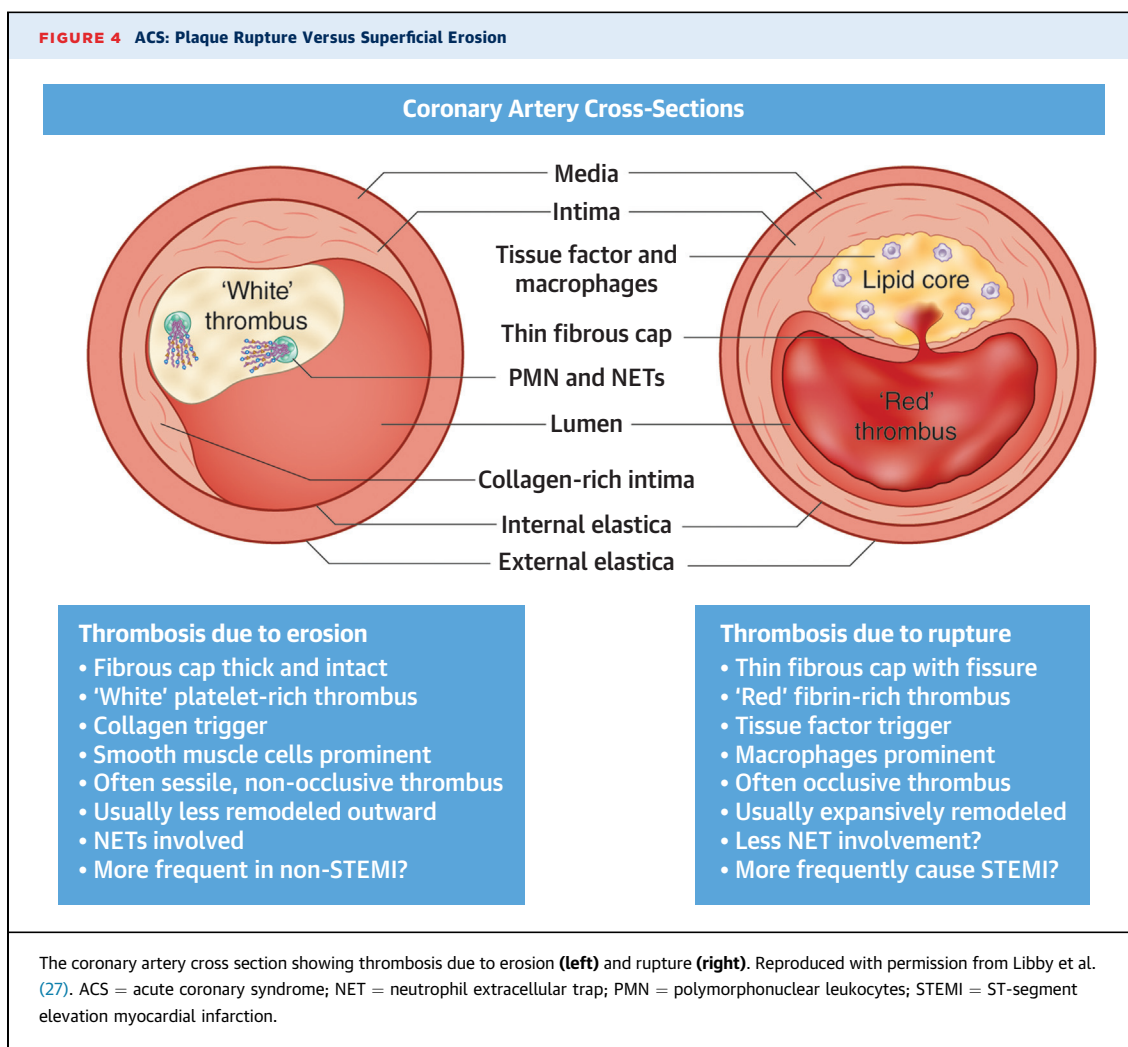 FIGURE 4 ACS: Plaque Rupture Versus Superficial Erosion
Coronary Artery Cross-Sections
Media
Intima
Tissue factor and
macrophages
Thin fibrous cap
PMN and NETs
Lumen
Collagen-rich intima
Internal elastica
External elastica
'White'
thrombus
Lipid core
'Red'
thrombus
Thrombosis due to erosion
• Fibrous cap thick and intact
• 'White' platelet-rich thrombus
• Collagen trigger
• Smooth muscle cells prominent
• Often sessile, non-occlusive thrombus
• Usually less remodeled outward
• NETs involved
• More frequent in non-STEMI?
Thrombosis due to rupture
• Thin fibrous cap with fissure
• 'Red' fibrin-rich thrombus
• Tissue factor trigger
• Macrophages prominent
• Often occlusive thrombus
• Usually expansively remodeled
• Less NET involvement?
• More frequently cause STEMI?
The coronary artery cross section showing thrombosis due to erosion (left) and rupture (right). Reproduced with permission from Libby et al.
(27). ACS = acute coronary syndrome; NET = neutrophil extracellular trap; PMN = polymorphonuclear leukocytes; STEMI = ST-segment
elevation myocardial infarction.